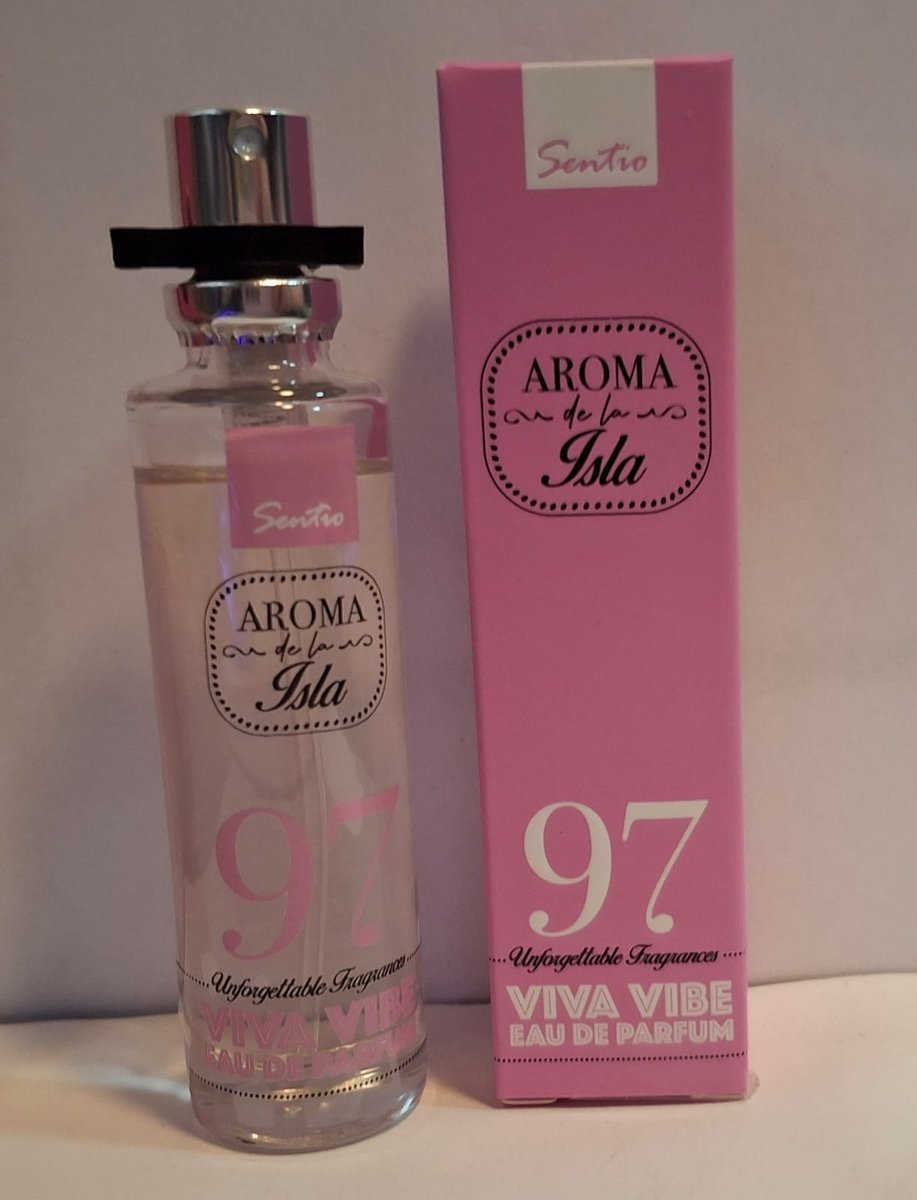 Sentio
AROMA
de la
Isla
97
Unforgettable Fragrances
VIVA VIBE
EAU DE PARFUM
Sentio
AROMA
de la
Isla
97
Unforgettable Fragrances
VIVA VIBE
EAU DE PARFUM